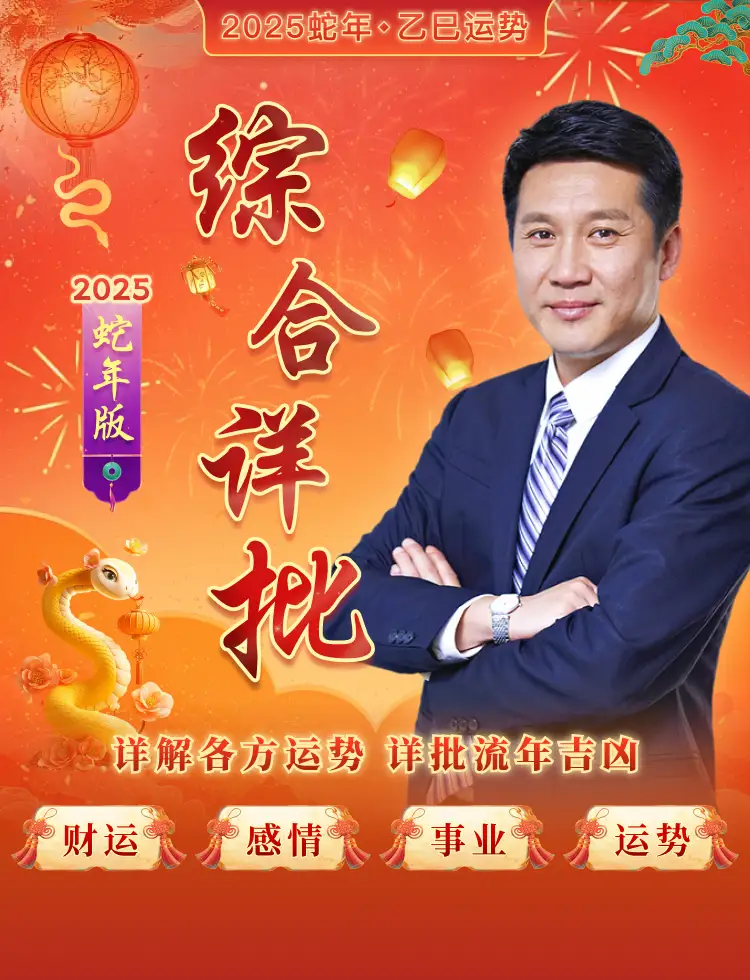 2025蛇年·乙巳运势
综合详批
2025
蛇年版
详解各方运势 详批流年吉凶
财运
感情
事业
运势